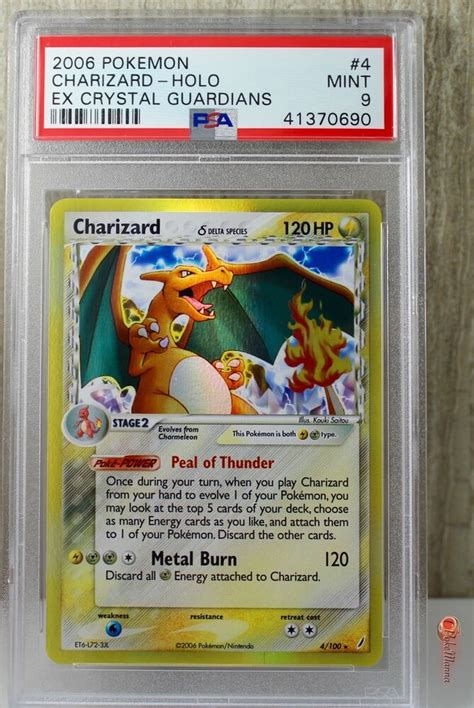 2006 POKEMON #4
CHARIZARD - HOLO MINT
EX CRYSTAL GUARDIANS 9
PSA 41370690
Charizard δ DELTA SPECIES 120 HP
Illus. Kouki Saitou
STAGE 2
Evolves from
Charmeleon
This Pokémon is both type.
Poké-POWER Peal of Thunder
Once during your turn, when you play Charizard
from your hand to evolve 1 of your Pokémon, you
may look at the top 5 cards of your deck, choose
as many Energy cards as you like, and attach them
to 1 of your Pokémon. Discard the other cards.
Metal Burn 120
Discard all Energy attached to Charizard.
weakness resistance retreat cost
ET6-L72-3JL ©2006 Pokémon/Nintendo 4/100 ★
PokeManna
PSA